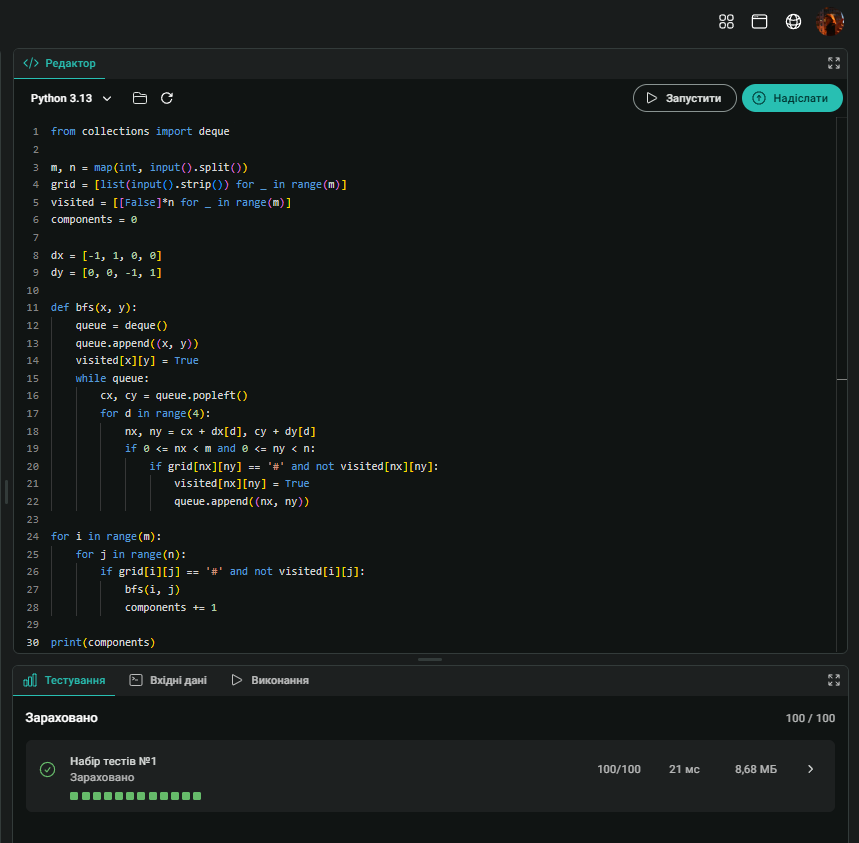 </> Редактор
Python 3.13
Запустити
Надіслати
1 from collections import deque
2
3 m, n = map(int, input().split())
4 grid = [list(input().strip()) for _ in range(m)]
5 visited = [[False]*n for _ in range(m)]
6 components = 0
7
8 dx = [-1, 1, 0, 0]
9 dy = [0, 0, -1, 1]
10
11 def bfs(x, y):
12     queue = deque()
13     queue.append((x, y))
14     visited[x][y] = True
15     while queue:
16         cx, cy = queue.popleft()
17         for d in range(4):
18             nx, ny = cx + dx[d], cy + dy[d]
19             if 0 <= nx < m and 0 <= ny < n:
20                 if grid[nx][ny] == '#' and not visited[nx][ny]:
21                     visited[nx][ny] = True
22                     queue.append((nx, ny))
23
24 for i in range(m):
25     for j in range(n):
26         if grid[i][j] == '#' and not visited[i][j]:
27             bfs(i, j)
28             components += 1
29
30 print(components)
Тестування
Вхідні дані
Виконання
Зараховано
100 / 100
Набір тестів №1
Зараховано
100/100
21 мс
8,68 МБ